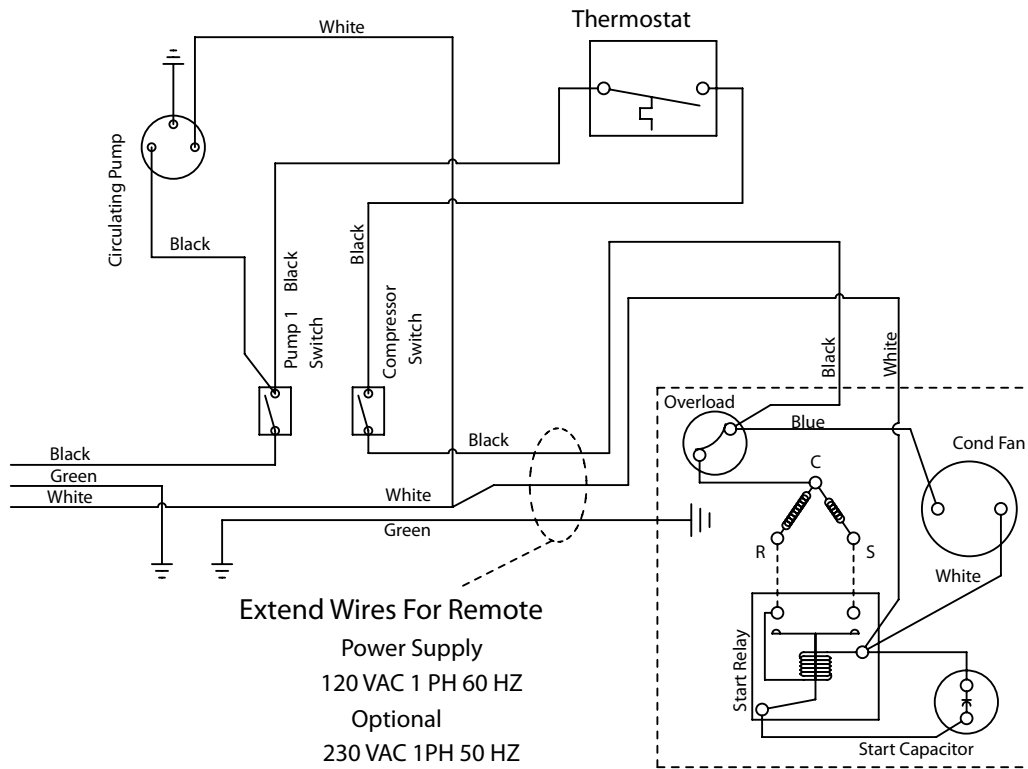 Thermostat
White
Circulating Pump
Black
Black
Black
Pump 1
Switch
Compressor
Switch
Black
White
Overload
Blue
Cond Fan
Black
Black
Green
White
White
Green
C
R
S
White
Extend Wires For Remote
Power Supply
120 VAC 1 PH 60 HZ
Optional
230 VAC 1PH 50 HZ
Start Relay
Start Capacitor